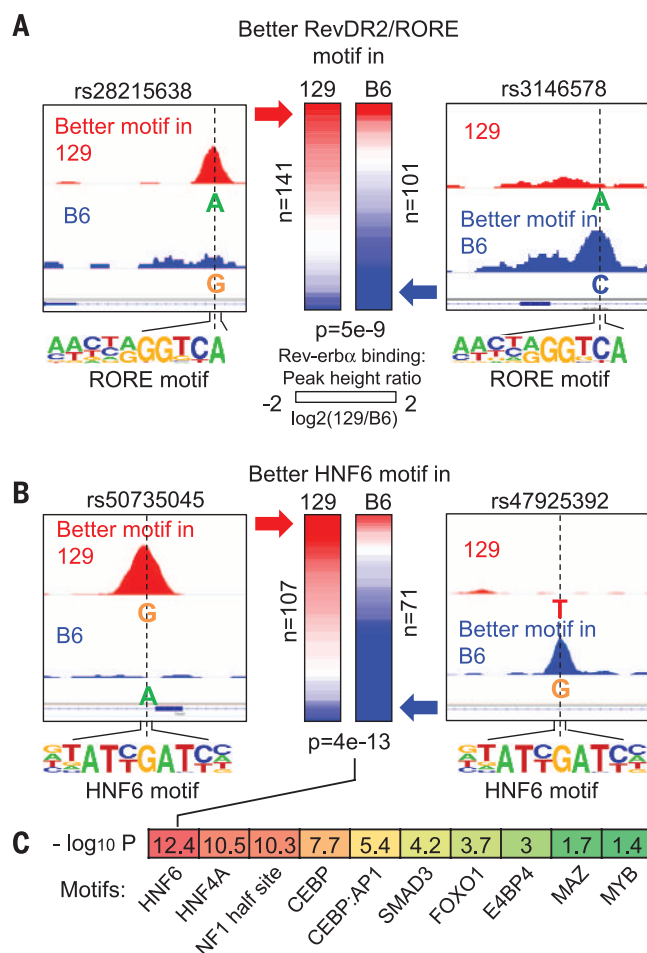 A
Better RevDR2/RORE
motif in
rs28215638
129
B6
rs3146578
Better motif in
129
B6
A
G
n=141
n=101
129
A
Better motif in
B6
C
GGTCA
RORE motif
p=5e-9
Rev-erbα binding:
Peak height ratio
-2
2
log2(129/B6)
GGTCA
RORE motif
B
Better HNF6 motif in
rs50735045
129
B6
rs47925392
Better motif in
129
G
B6
A
n=107
n=71
129
T
Better motif in
B6
G
HNF6 motif
p=4e-13
HNF6 motif
C
- log10 P
12.4 10.5 10.3 7.7 5.4 4.2 3.7 3 1.7 1.4
Motifs:
HNF6
HNF4A
NF1 half site
CEBP
CEBP:AP1
SMAD3
FOXO1
E4BP4
MAZ
MYB